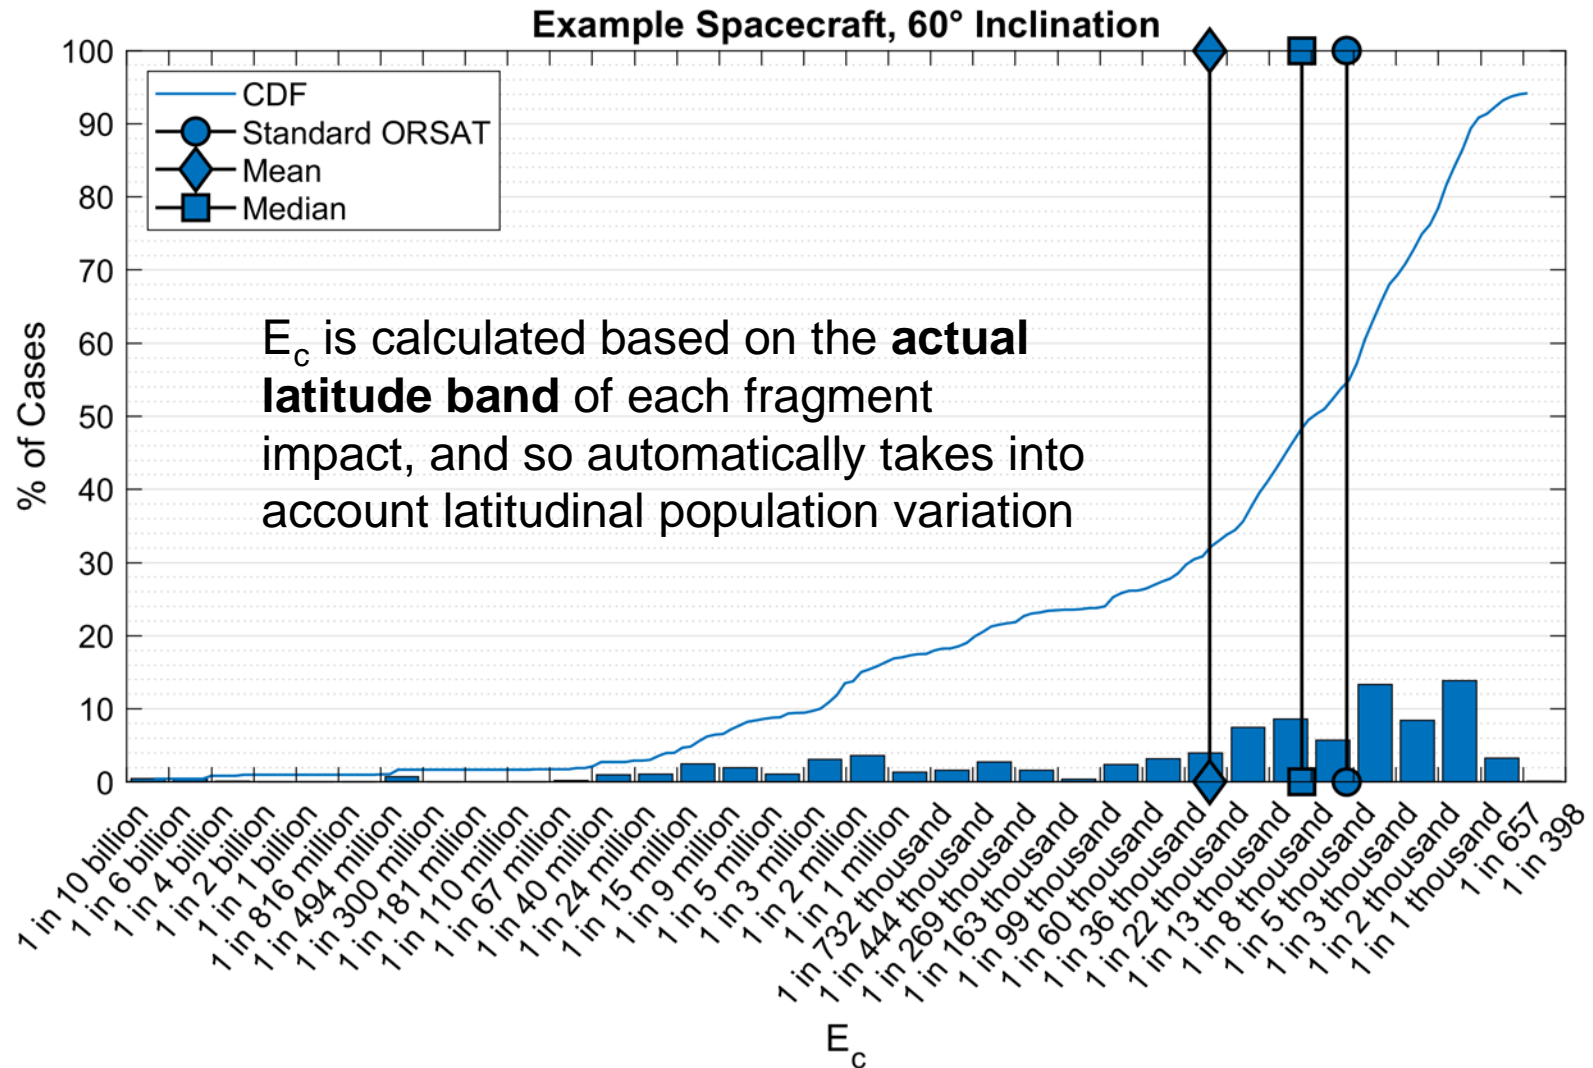 Example Spacecraft, 60° Inclination
100
90
80
70
60
50
40
30
20
10
0
% of Cases
CDF
Standard ORSAT
Mean
Median
E_c is calculated based on the actual
latitude band of each fragment
impact, and so automatically takes into
account latitudinal population variation
1 in 10 billion
1 in 6 billion
1 in 4 billion
1 in 2 billion
1 in 1 billion
1 in 816 million
1 in 494 million
1 in 300 million
1 in 181 million
1 in 110 million
1 in 67 million
1 in 40 million
1 in 24 million
1 in 15 million
1 in 9 million
1 in 5 million
1 in 3 million
1 in 2 million
1 in 1 million
1 in 732 thousand
1 in 444 thousand
1 in 269 thousand
1 in 163 thousand
1 in 99 thousand
1 in 60 thousand
1 in 36 thousand
1 in 22 thousand
1 in 13 thousand
1 in 8 thousand
1 in 5 thousand
1 in 3 thousand
1 in 2 thousand
1 in 1 thousand
1 in 657
1 in 398
E_c